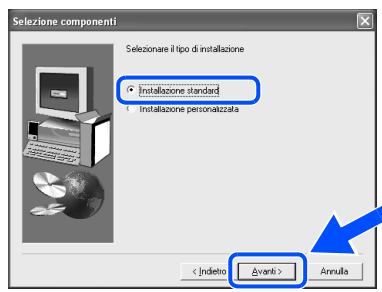 Selezione componenti
Selezionare il tipo di installazione
Installazione standard
Installazione personalizzata
< Indietro
Avanti >
Annulla